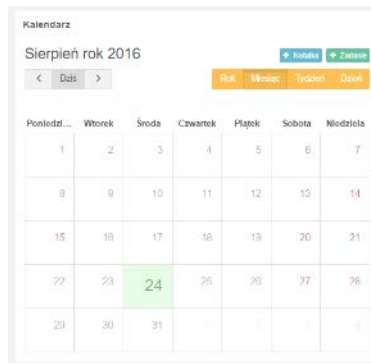 Kalendarz
Sierpień rok 2016
+ Notatka + Zadanie
< Dziś > Rok Miesiąc Tydzień Dzień
Poniedzi... Wtorek Środa Czwartek Piątek Sobota Niedziela
1 2 3 4 5 6 7
8 9 10 11 12 13 14
15 16 17 18 19 20 21
22 23 24 25 26 27 28
29 30 31